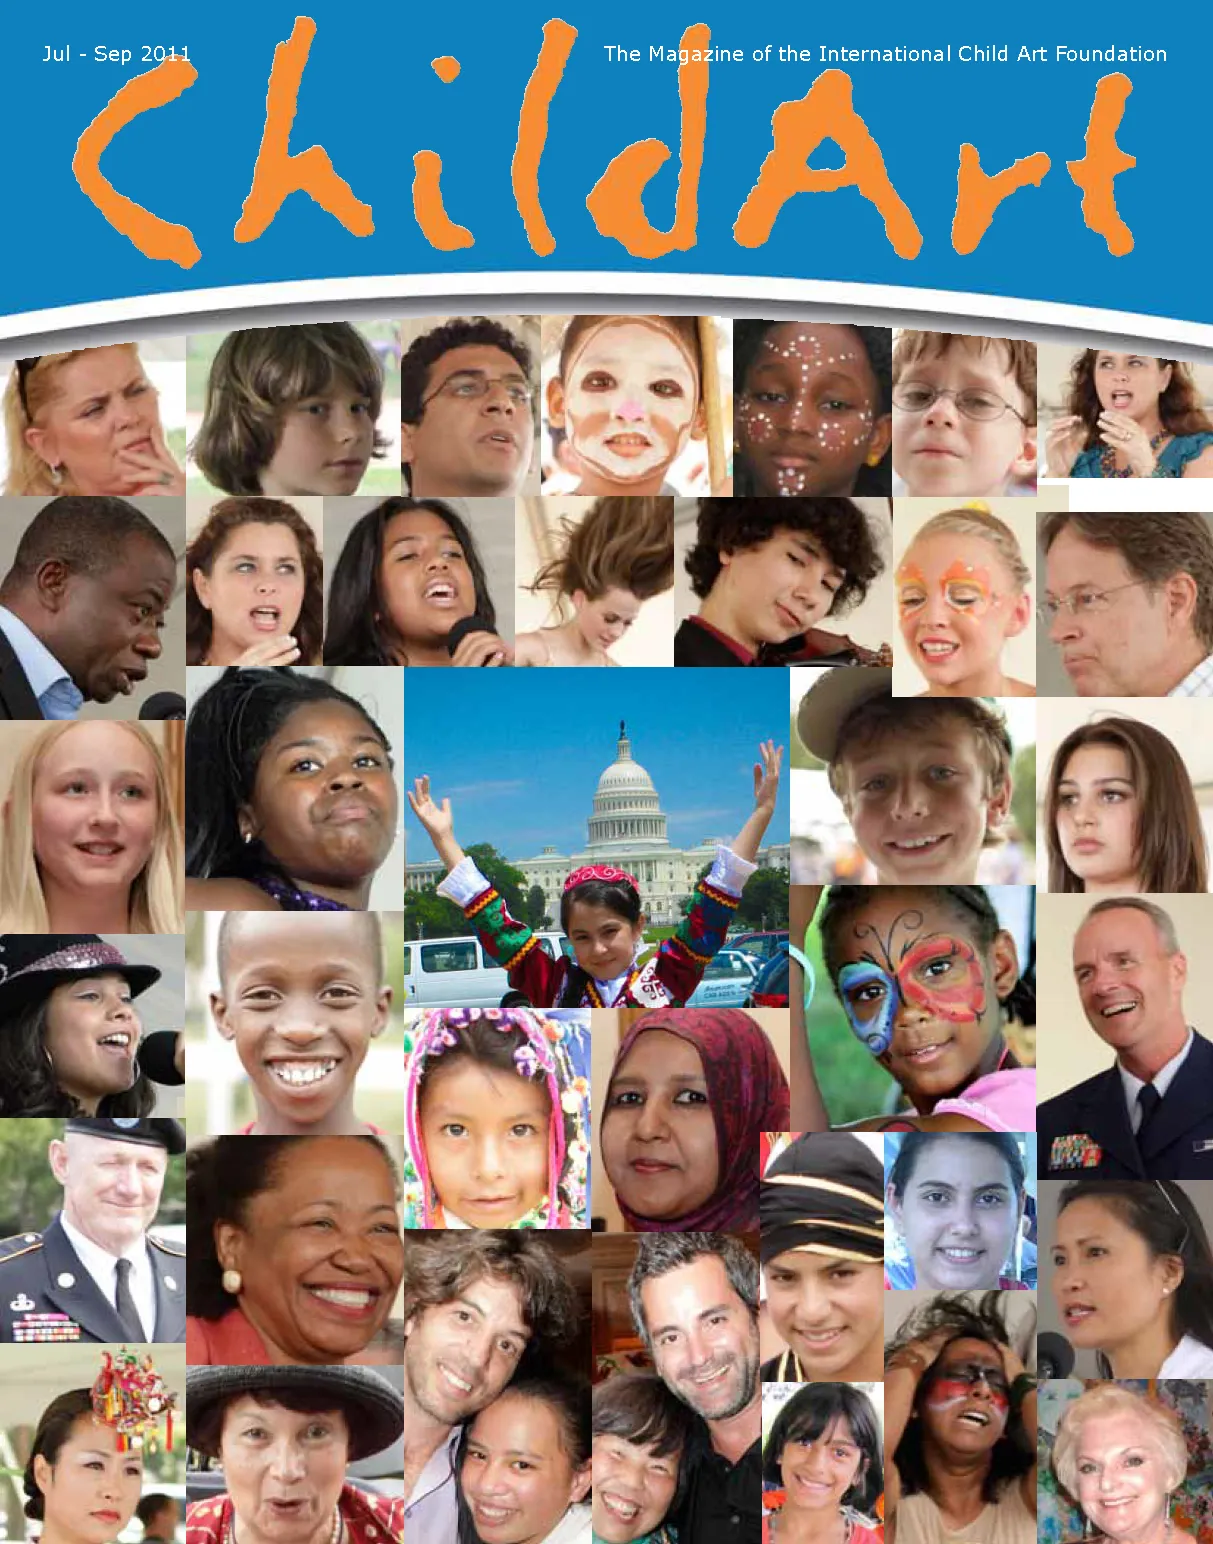 Jul - Sep 2011
The Magazine of the International Child Art Foundation
ChildArt